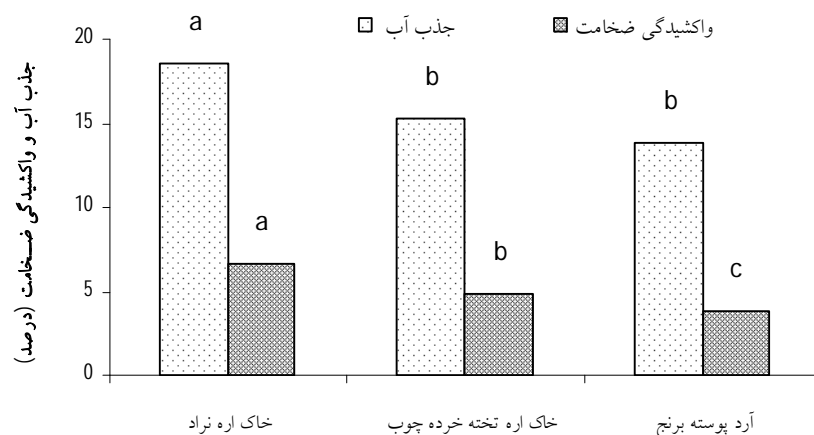 جذب آب
واکشیدگی ضخامت
جذب آب و واکشیدگی ضخامت (درصد)
20
15
10
5
0
a
a
b
b
b
c
خاک اره نراد
خاک اره تخته خرده چوب
آرد پوسته برنج